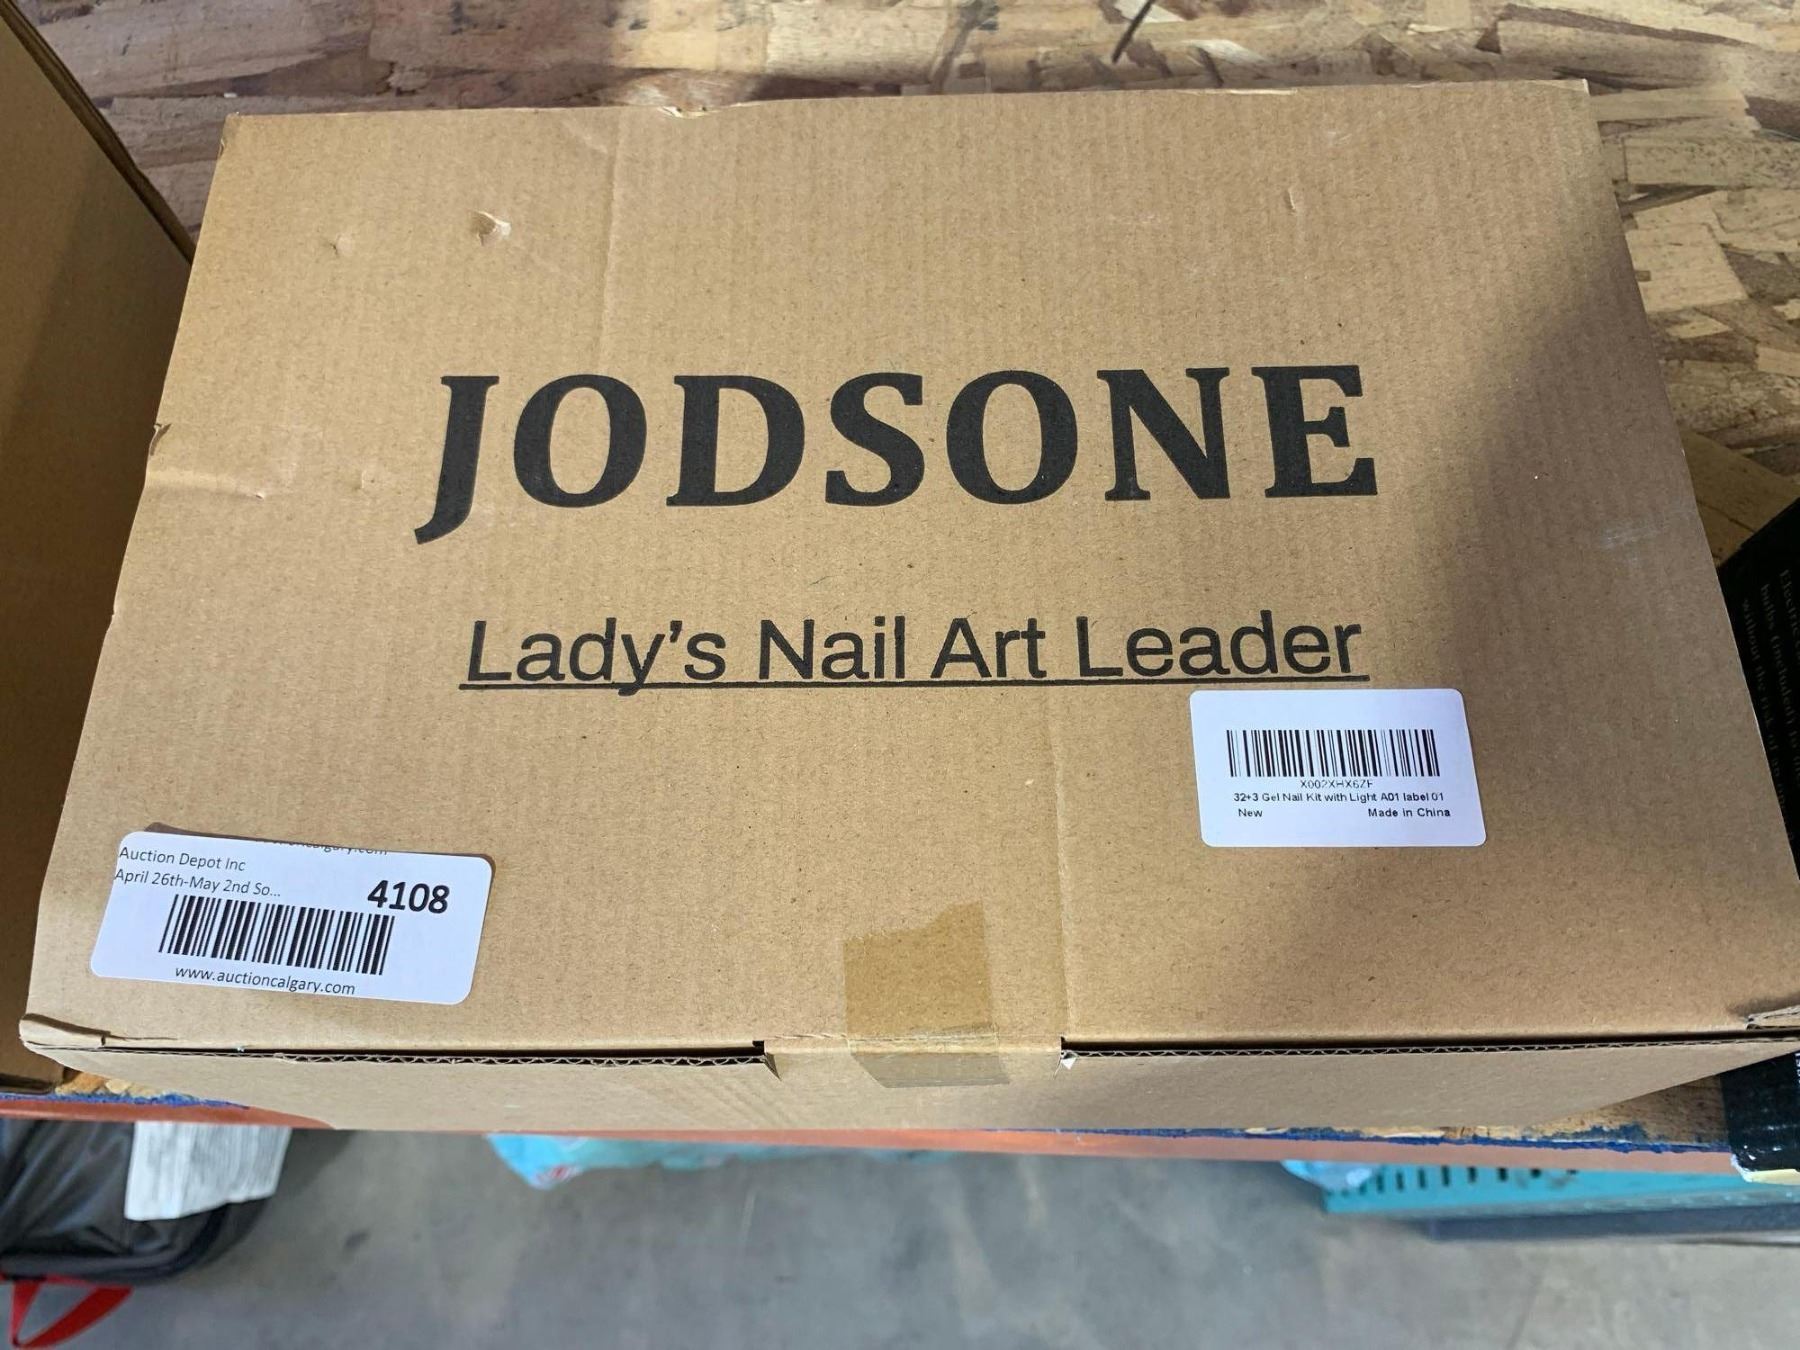 JODSONE
Lady's Nail Art Leader
X002XHX6ZF
32+3 Gel Nail Kit with Light A01 label 01
New Made in China
Auction Depot Inc
April 26th-May 2nd So...
4108
www.auctioncalgary.com